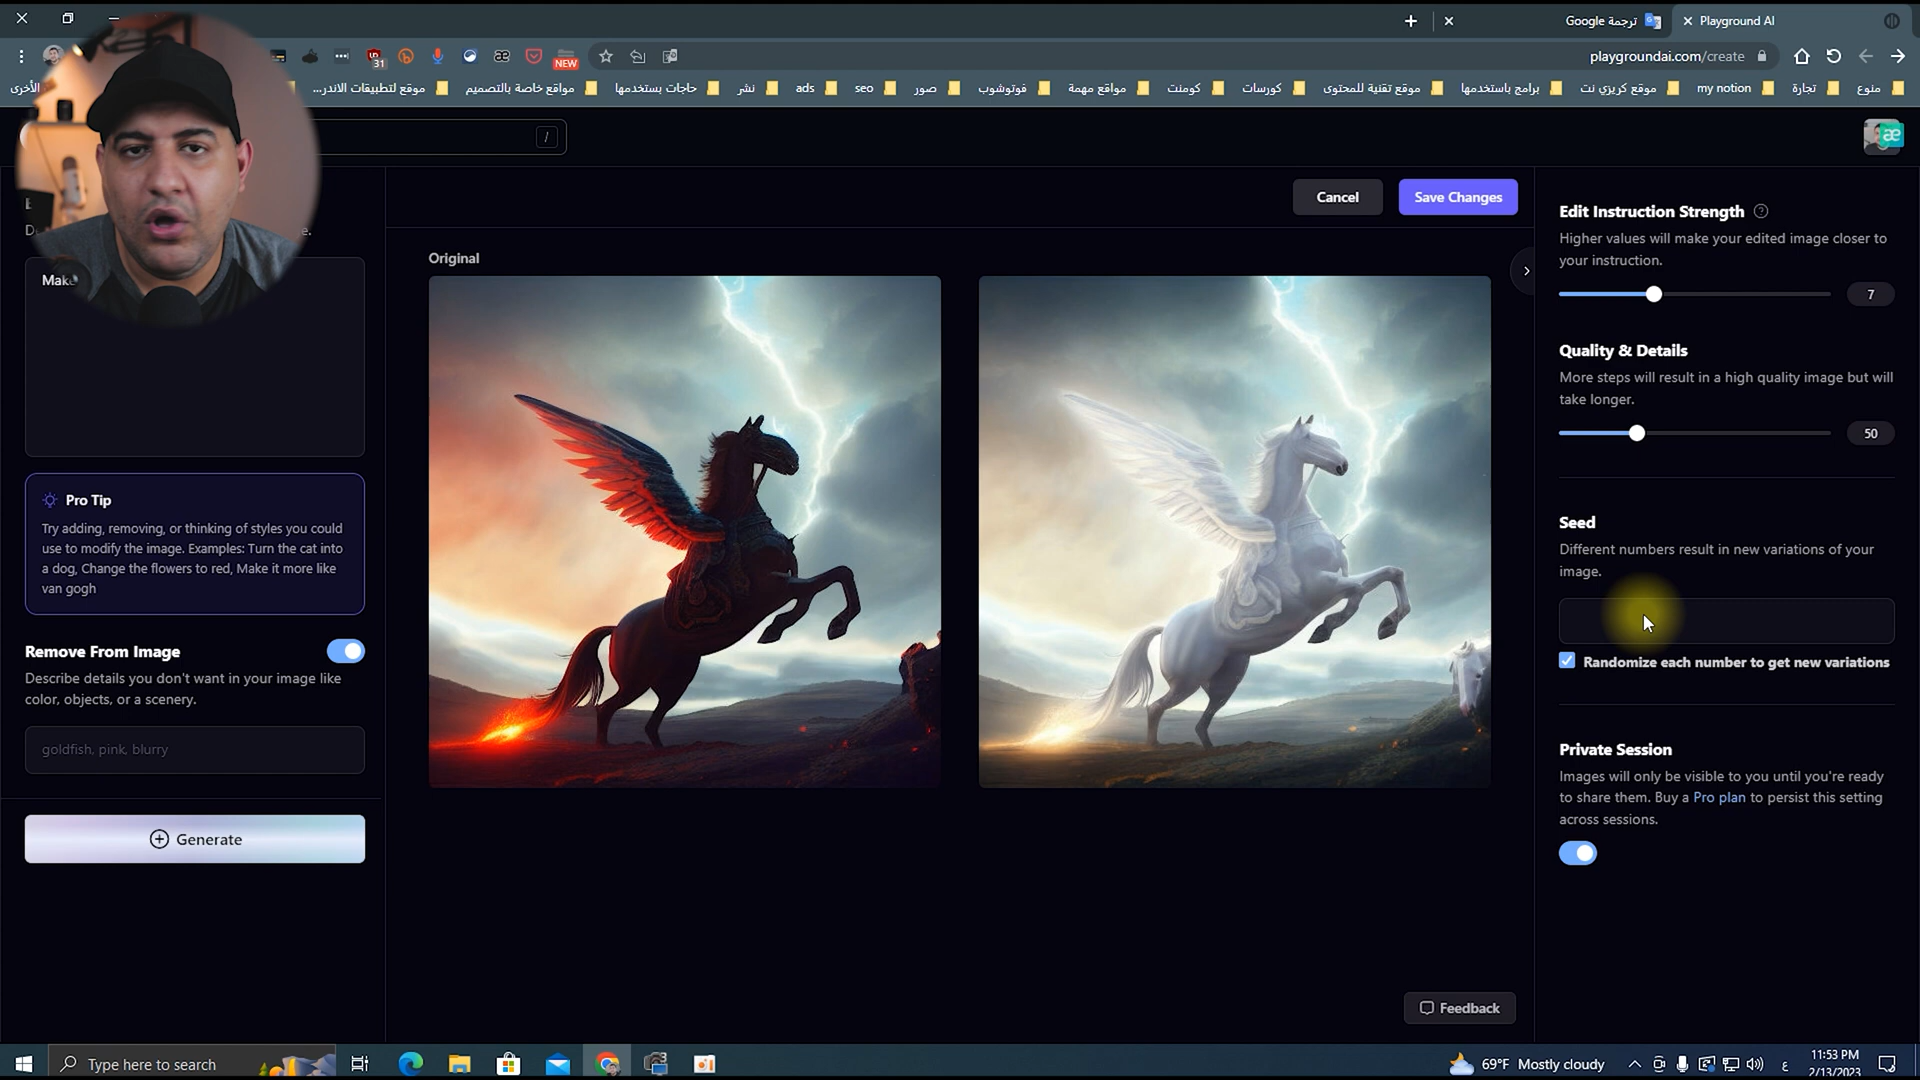 Google ترجمة
Playground AI
31
NEW
playgroundai.com/create
الأخرى
موقع لتطبيقات الاندر...
مواقع خاصة بالتصميم
حاجات بستخدمها
نشر
ads
seo
صور
فوتوشوب
مواقع مهمة
كومنت
كورسات
موقع تقنية للمحتوى
برامج باستخدمها
موقع كريزي نت
my notion
تجارة
منوع
/
æ
Cancel
Save Changes
Make
Original
Pro Tip
Try adding, removing, or thinking of styles you could
use to modify the image. Examples: Turn the cat into
a dog, Change the flowers to red, Make it more like
van gogh
Remove From Image
Describe details you don't want in your image like
color, objects, or a scenery.
goldfish, pink, blurry
Generate
Edit Instruction Strength
Higher values will make your edited image closer to
your instruction.
7
Quality & Details
More steps will result in a high quality image but will
take longer.
50
Seed
Different numbers result in new variations of your
image.
Randomize each number to get new variations
Private Session
Images will only be visible to you until you're ready
to share them. Buy a Pro plan to persist this setting
across sessions.
Feedback
Type here to search
69°F Mostly cloudy
ع
11:53 PM
2/13/2023